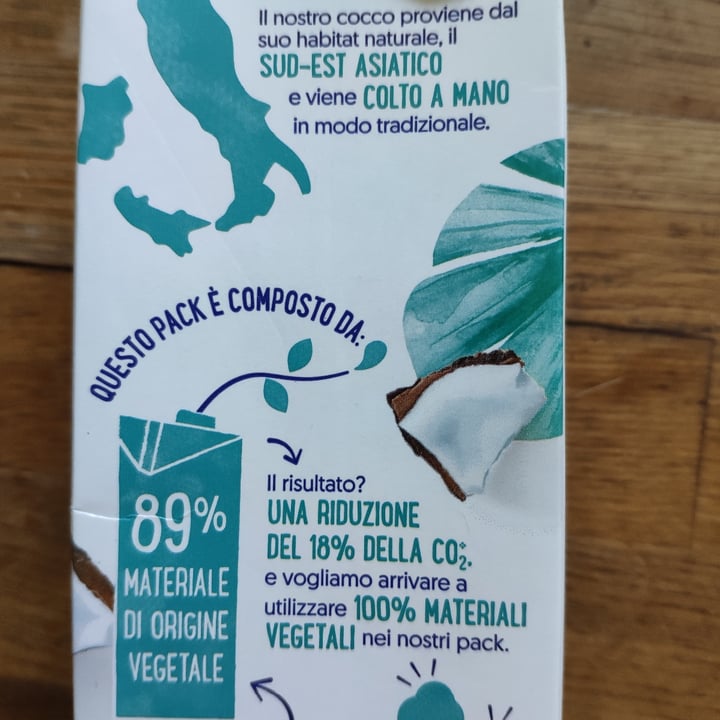 Il nostro cocco proviene dal
suo habitat naturale, il
SUD-EST ASIATICO
e viene COLTO A MANO
in modo tradizionale.
QUESTO PACK È COMPOSTO DA:
89%
MATERIALE
DI ORIGINE
VEGETALE
Il risultato?
UNA RIDUZIONE
DEL 18% DELLA CO₂*.
e vogliamo arrivare a
utilizzare 100% MATERIALI
VEGETALI nei nostri pack.